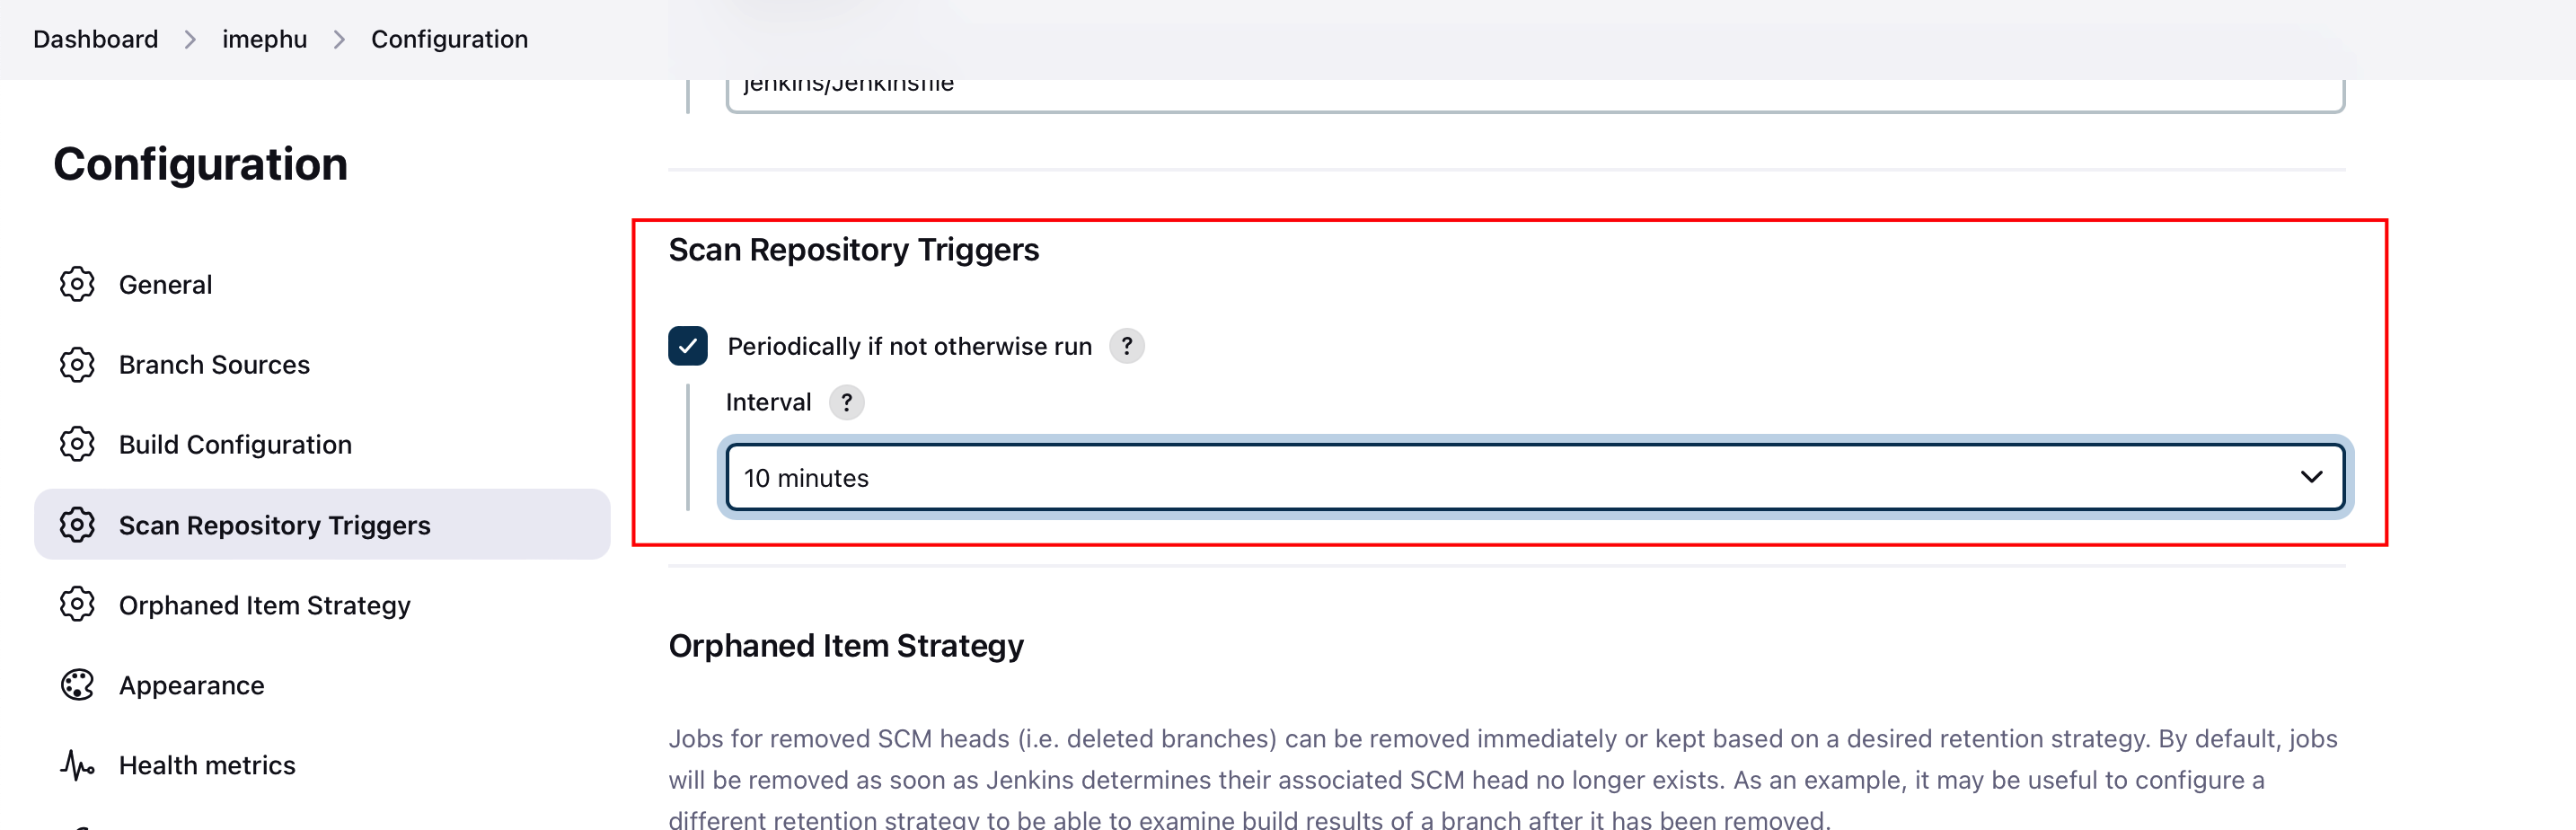 Dashboard > imephu > Configuration
jenkins/Jenkinsfile
Configuration
General
Branch Sources
Build Configuration
Scan Repository Triggers
Orphaned Item Strategy
Appearance
Health metrics
Scan Repository Triggers
Periodically if not otherwise run ?
Interval ?
10 minutes
Orphaned Item Strategy
Jobs for removed SCM heads (i.e. deleted branches) can be removed immediately or kept based on a desired retention strategy. By default, jobs
will be removed as soon as Jenkins determines their associated SCM head no longer exists. As an example, it may be useful to configure a
different retention strategy to be able to examine build results of a branch after it has been removed.